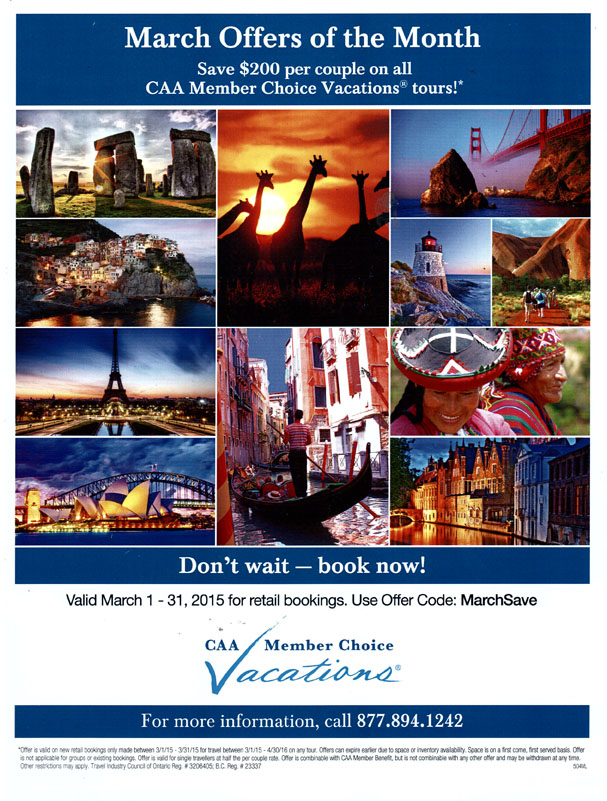 March Offers of the Month
Save $200 per couple on all
CAA Member Choice Vacations® tours!*
Don't wait — book now!
Valid March 1 - 31, 2015 for retail bookings. Use Offer Code: MarchSave
CAA Member Choice
Vacations®
For more information, call 877.894.1242
*Offer is valid on new retail bookings only made between 3/1/15 - 3/31/15 for travel between 3/1/15 - 4/30/16 on any tour. Offers can expire earlier due to space or inventory availability. Space is on a first come, first served basis. Offer
is not applicable for groups or existing bookings. Offer is valid for single travellers at half the per couple rate. Offer is combinable with CAA Member Benefit, but is not combinable with any other offer and may be withdrawn at any time.
Other restrictions may apply. Travel Industry Council of Ontario Reg. # 3206405; B.C. Reg. # 23337